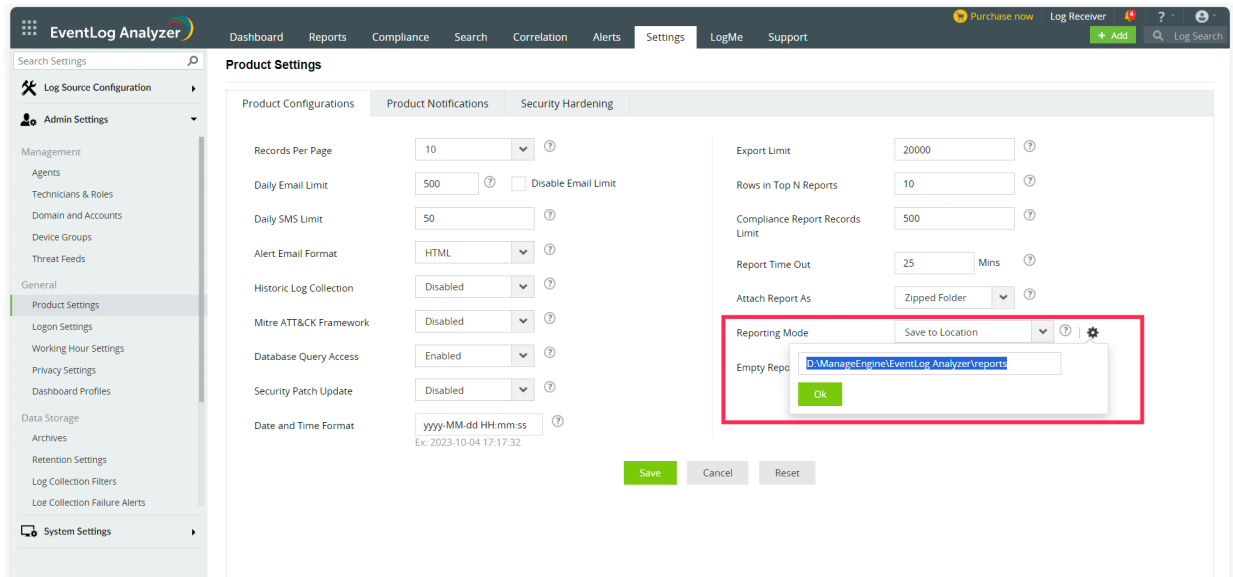 Purchase now
Log Receiver
4
?
EventLog Analyzer
Dashboard Reports Compliance Search Correlation Alerts Settings LogMe Support
+ Add
Log Search
Search Settings
Product Settings
Log Source Configuration
Admin Settings
Management
Agents
Technicians & Roles
Domain and Accounts
Device Groups
Threat Feeds
General
Product Settings
Logon Settings
Working Hour Settings
Privacy Settings
Dashboard Profiles
Data Storage
Archives
Retention Settings
Log Collection Filters
Log Collection Failure Alerts
System Settings
Product Configurations Product Notifications Security Hardening
Records Per Page 10 ?
Daily Email Limit 500 ? Disable Email Limit
Daily SMS Limit 50 ?
Alert Email Format HTML ?
Historic Log Collection Disabled ?
Mitre ATT&CK Framework Disabled ?
Database Query Access Enabled ?
Security Patch Update Disabled ?
Date and Time Format yyyy-MM-dd HH:mm:ss ?
Ex: 2023-10-04 17:17:32
Export Limit 20000 ?
Rows in Top N Reports 10 ?
Compliance Report Records 500 ?
Limit
Report Time Out 25 Mins ?
Attach Report As Zipped Folder ?
Reporting Mode Save to Location ?
Empty Repo
D:\ManageEngine\EventLog Analyzer\reports
Ok
Save Cancel Reset